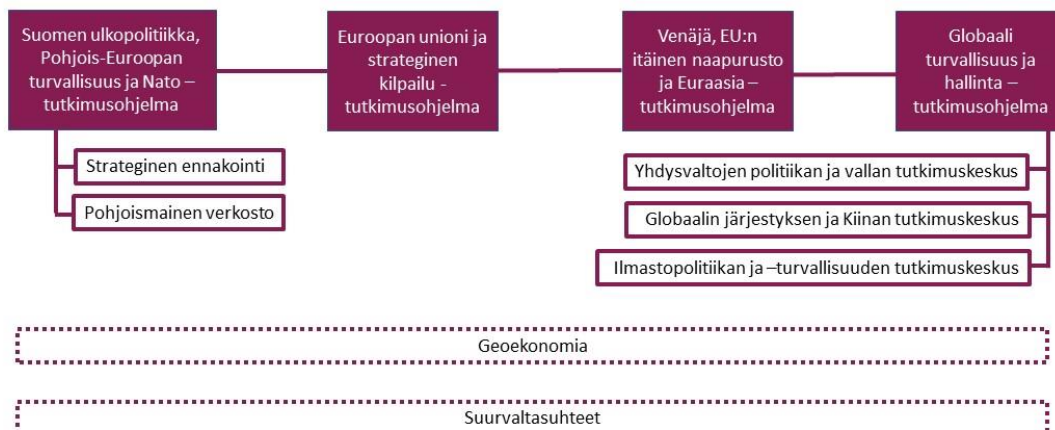 Suomen ulkopolitiikka,
Pohjois-Euroopan
turvallisuus ja Nato –
tutkimusohjelma
Euroopan unioni ja
strateginen
kilpailu -
tutkimusohjelma
Venäjä, EU:n
itäinen naapurusto
ja Euraasia –
tutkimusohjelma
Globaali
turvallisuus ja
hallinta –
tutkimusohjelma
Strateginen ennakointi
Pohjoismainen verkosto
Yhdysvaltojen politiikan ja vallan tutkimuskeskus
Globaalin järjestyksen ja Kiinan tutkimuskeskus
Ilmastopolitiikan ja –turvallisuuden tutkimuskeskus
Geoekonomia
Suurvaltasuhteet